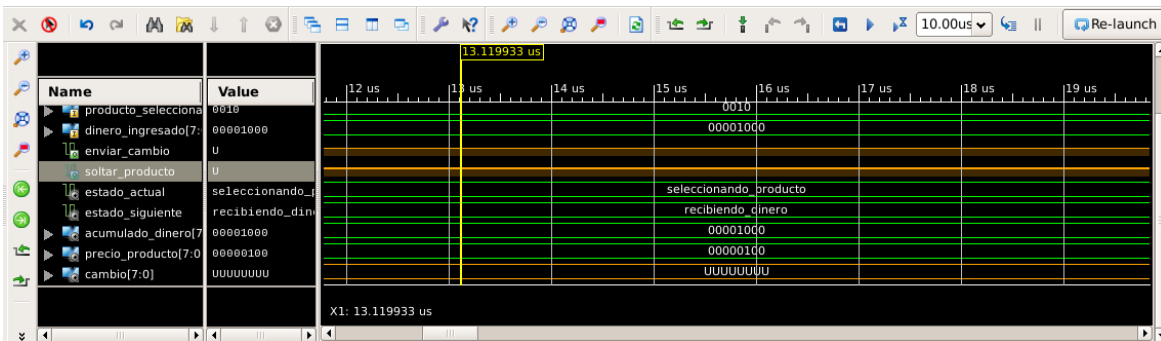 10.00us
Re-launch
13.119933 us
Name Value
12 us 13 us 14 us 15 us 16 us 17 us 18 us 19 us
producto_selecciona 0010 0010
dinero_ingresado[7: 00001000 00001000
enviar_cambio U
soltar_producto U
estado_actual seleccionando_p seleccionando_producto
estado_siguiente recibiendo_din recibiendo_dinero
acumulado_dinero[7 00001000 00001000
precio_producto[7:0 00000100 00000100
cambio[7:0] UUUUUUUU UUUUUUUU
X1: 13.119933 us